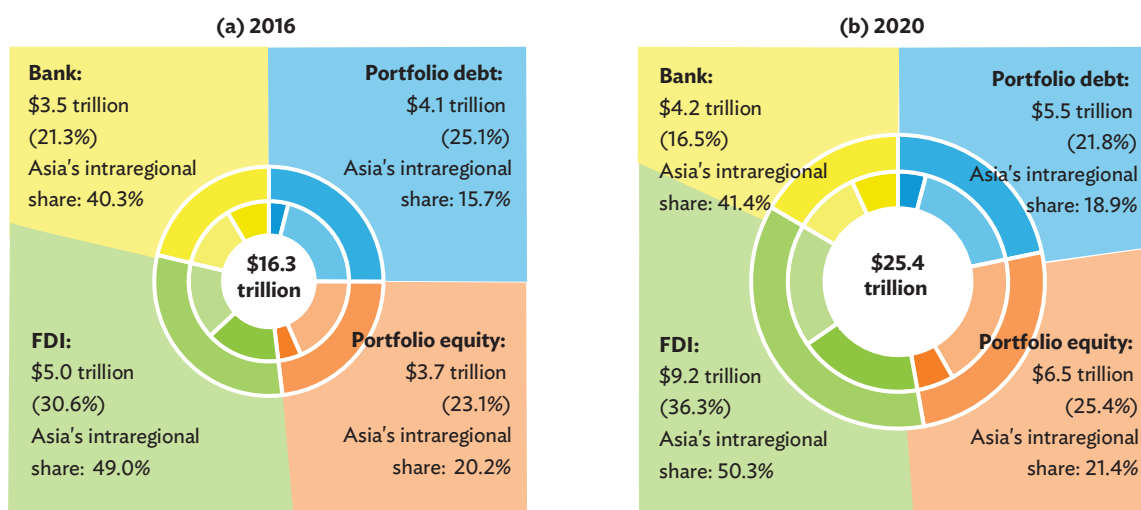 (a) 2016
Bank:
$3.5 trillion
(21.3%)
Asia's intraregional
share: 40.3%
Portfolio debt:
$4.1 trillion
(25.1%)
Asia's intraregional
share: 15.7%
$16.3
trillion
FDI:
$5.0 trillion
(30.6%)
Asia's intraregional
share: 49.0%
Portfolio equity:
$3.7 trillion
(23.1%)
Asia's intraregional
share: 20.2%
(b) 2020
Bank:
$4.2 trillion
(16.5%)
Asia's intraregional
share: 41.4%
Portfolio debt:
$5.5 trillion
(21.8%)
Asia's intraregional
share: 18.9%
$25.4
trillion
FDI:
$9.2 trillion
(36.3%)
Asia's intraregional
share: 50.3%
Portfolio equity:
$6.5 trillion
(25.4%)
Asia's intraregional
share: 21.4%